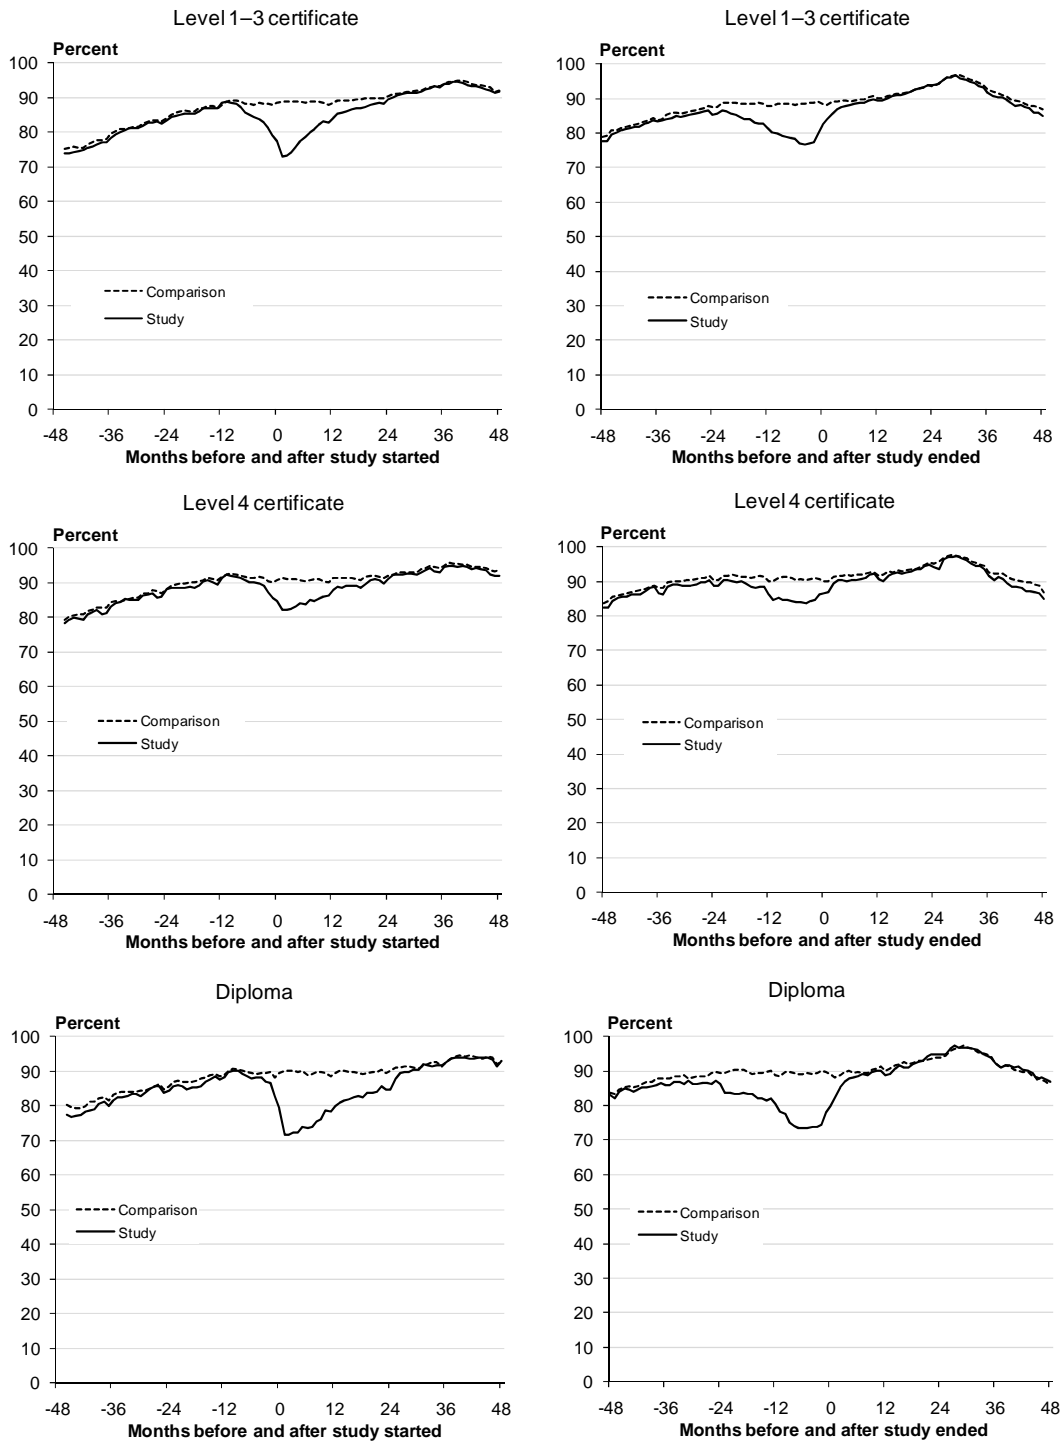 Level 1–3 certificate
Percent
100
90
80
70
60
50
40
30
20
10
0
-48 -36 -24 -12 0 12 24 36 48
Months before and after study started
Comparison
Study
Level 1–3 certificate
Percent
100
90
80
70
60
50
40
30
20
10
0
-48 -36 -24 -12 0 12 24 36 48
Months before and after study ended
Comparison
Study
Level 4 certificate
Percent
100
90
80
70
60
50
40
30
20
10
0
-48 -36 -24 -12 0 12 24 36 48
Months before and after study started
Comparison
Study
Level 4 certificate
Percent
100
90
80
70
60
50
40
30
20
10
0
-48 -36 -24 -12 0 12 24 36 48
Months before and after study ended
Comparison
Study
Diploma
Percent
100
90
80
70
60
50
40
30
20
10
0
-48 -36 -24 -12 0 12 24 36 48
Months before and after study started
Comparison
Study
Diploma
Percent
100
90
80
70
60
50
40
30
20
10
0
-48 -36 -24 -12 0 12 24 36 48
Months before and after study ended
Comparison
Study